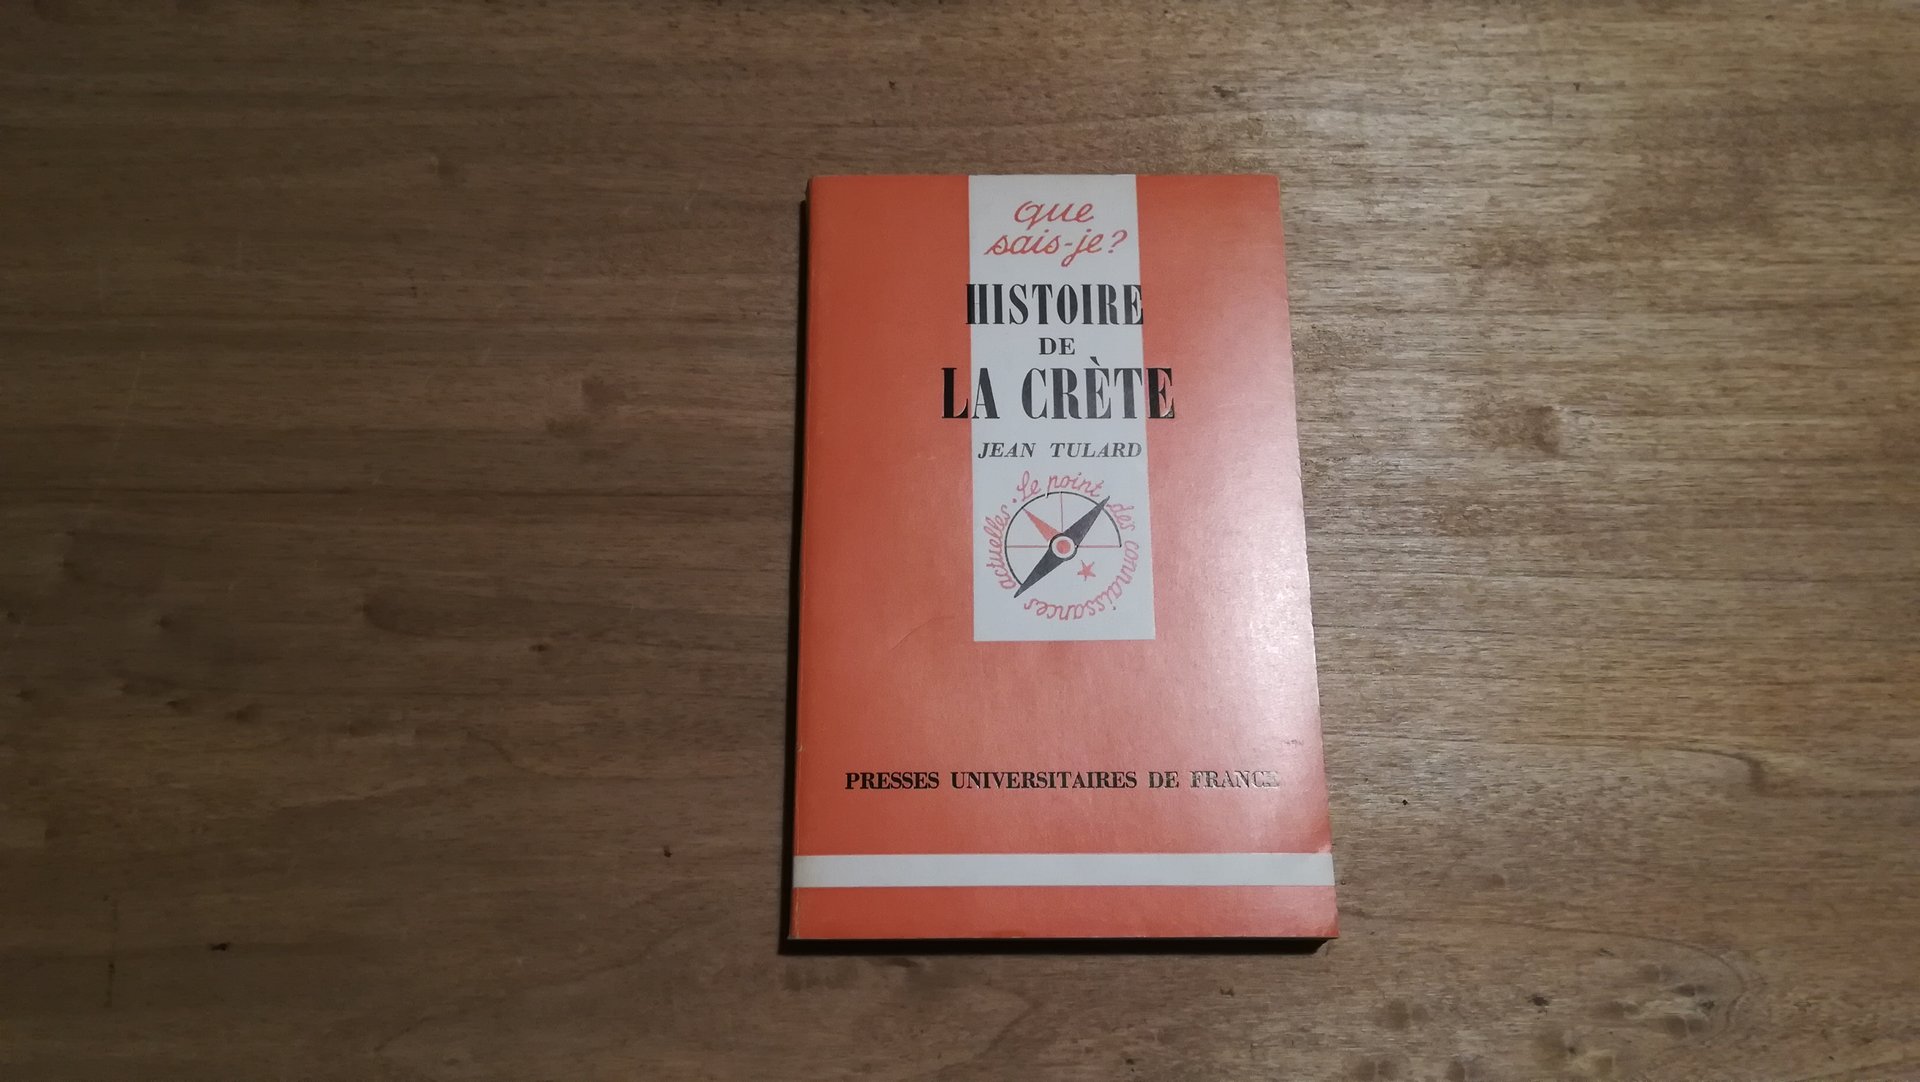 que
sais-je?
HISTOIRE
DE
LA CRÈTE
JEAN TULARD
Le point des connaissances actuelles.
PRESSES UNIVERSITAIRES DE FRANCE